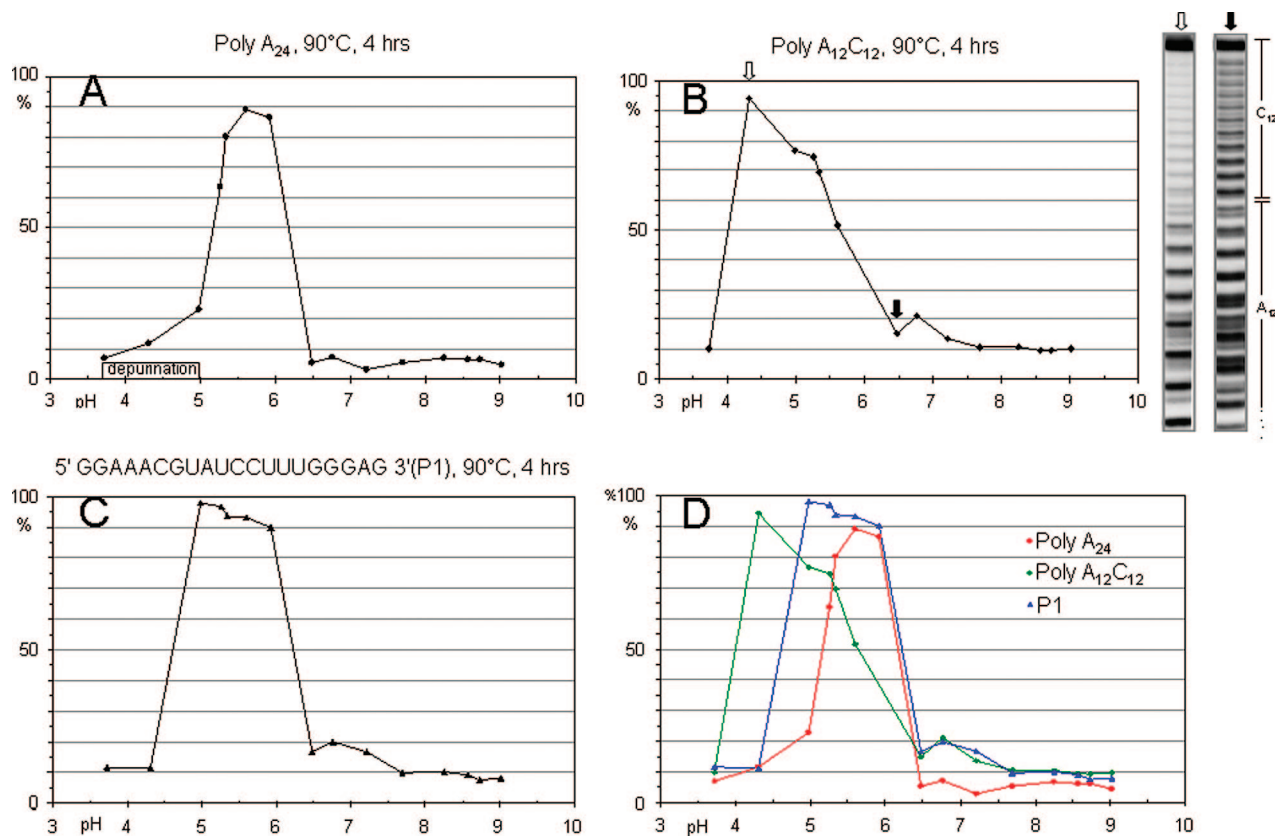 Poly A₂₄, 90°C, 4 hrs
A
100
%
50
0
depurination
3 pH 4 5 6 7 8 9 10
Poly A₁₂C₁₂, 90°C, 4 hrs
B
100
%
50
0
3 pH 4 5 6 7 8 9 10
C₁₂
A₁₂
5' GGAAACGUAUCCUUUGGGAG 3'(P1), 90°C, 4 hrs
C
100
%
50
0
3 pH 4 5 6 7 8 9 10
D
%100
%
50
0
3 pH 4 5 6 7 8 9 10
Poly A₂₄
Poly A₁₂C₁₂
P1